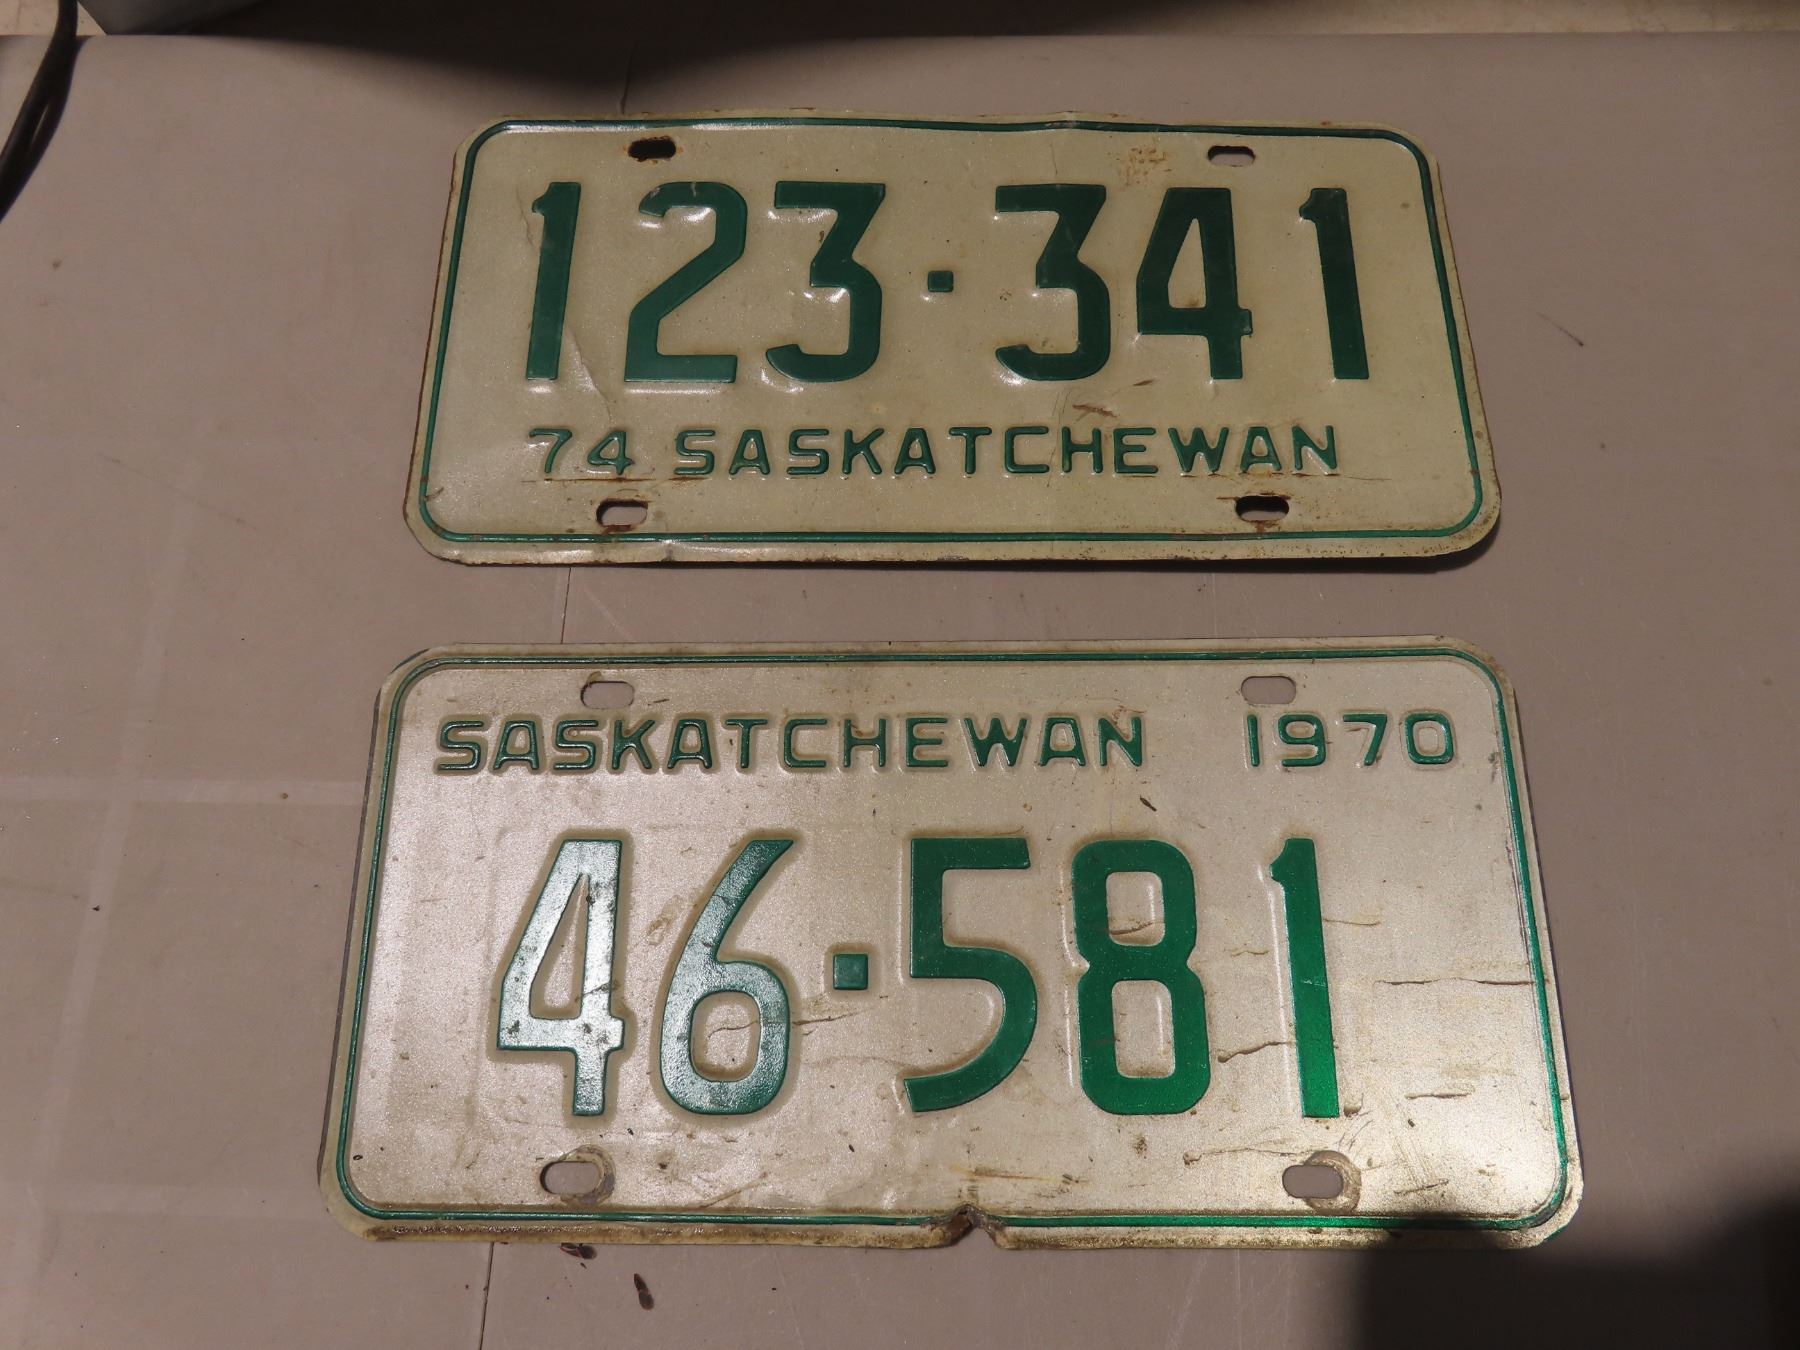 123·341
74 SASKATCHEWAN
SASKATCHEWAN 1970
46·581